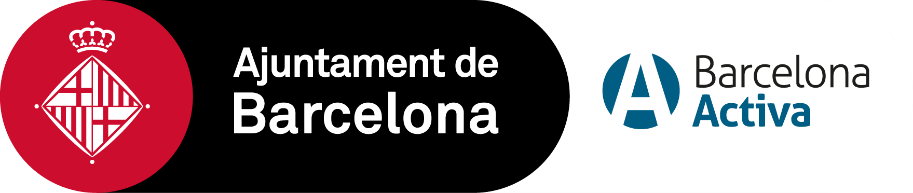 Ajuntament de
Barcelona
A
Barcelona
Activa